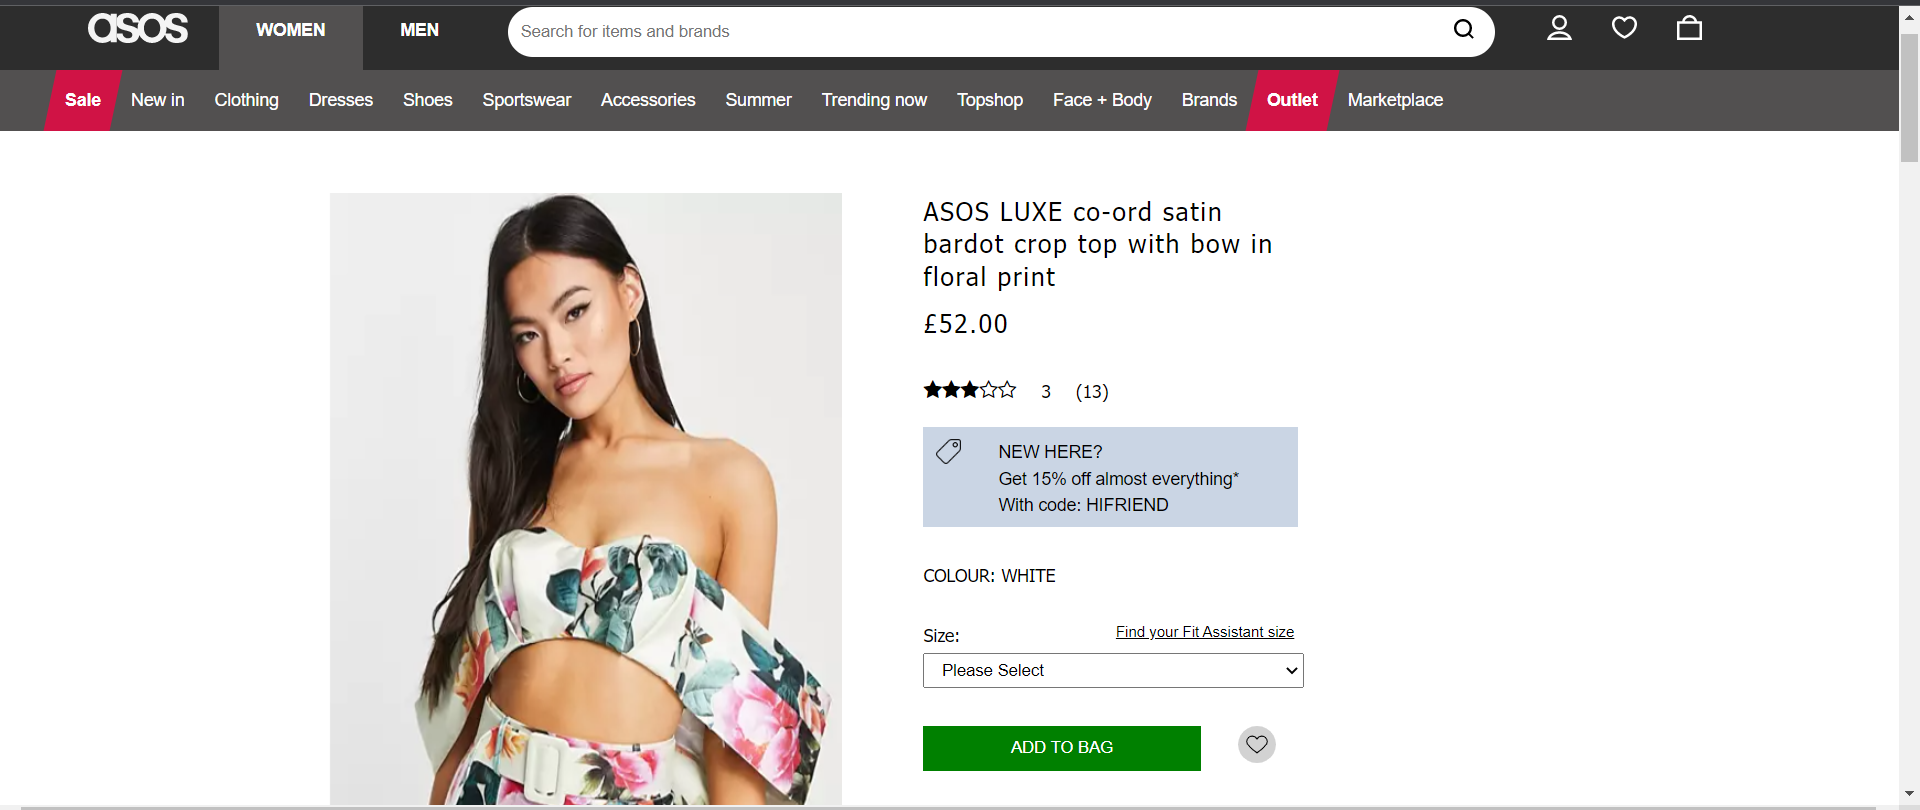 asos
WOMEN
MEN
Search for items and brands
Sale
New in
Clothing
Dresses
Shoes
Sportswear
Accessories
Summer
Trending now
Topshop
Face + Body
Brands
Outlet
Marketplace
ASOS LUXE co-ord satin
bardot crop top with bow in
floral print
£52.00
3 (13)
NEW HERE?
Get 15% off almost everything*
With code: HIFRIEND
COLOUR: WHITE
Size:
Find your Fit Assistant size
Please Select
ADD TO BAG